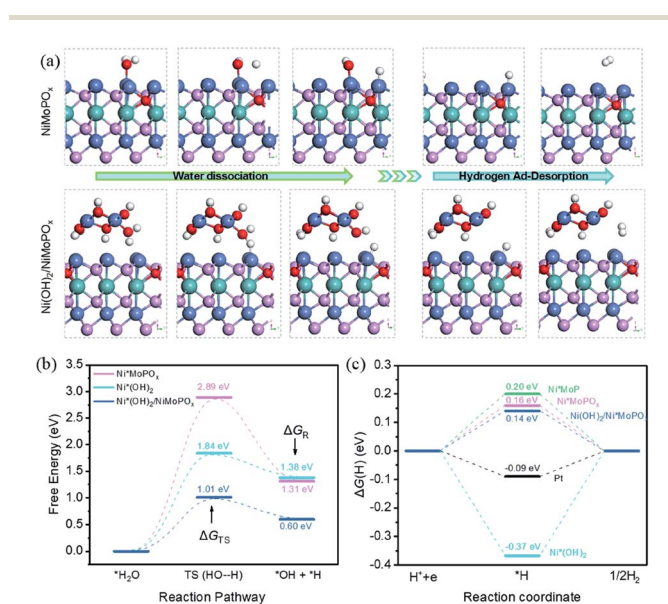 (a)
NiMoPOₓ
Water dissociation
Hydrogen Ad-Desorption
Ni(OH)₂/NiMoPOₓ
(b)
Free Energy (eV)
3.5
3.0
2.5
2.0
1.5
1.0
0.5
0.0
Ni*MoPOₓ
Ni*(OH)₂
Ni*(OH)₂/NiMoPOₓ
2.89 eV
1.84 eV
1.01 eV
ΔG_TS
ΔG_R
1.38 eV
1.31 eV
0.60 eV
*H₂O
TS (HO--H)
*OH + *H
Reaction Pathway
(c)
ΔG(H) (eV)
0.4
0.3
0.2
0.1
0.0
-0.1
-0.2
-0.3
-0.4
0.20 eV
Ni*MoP
0.16 eV
Ni*MoPOₓ
0.14 eV
Ni(OH)₂/Ni*MoPOₓ
-0.09 eV
Pt
-0.37 eV
Ni*(OH)₂
H⁺+e
*H
1/2H₂
Reaction coordinate